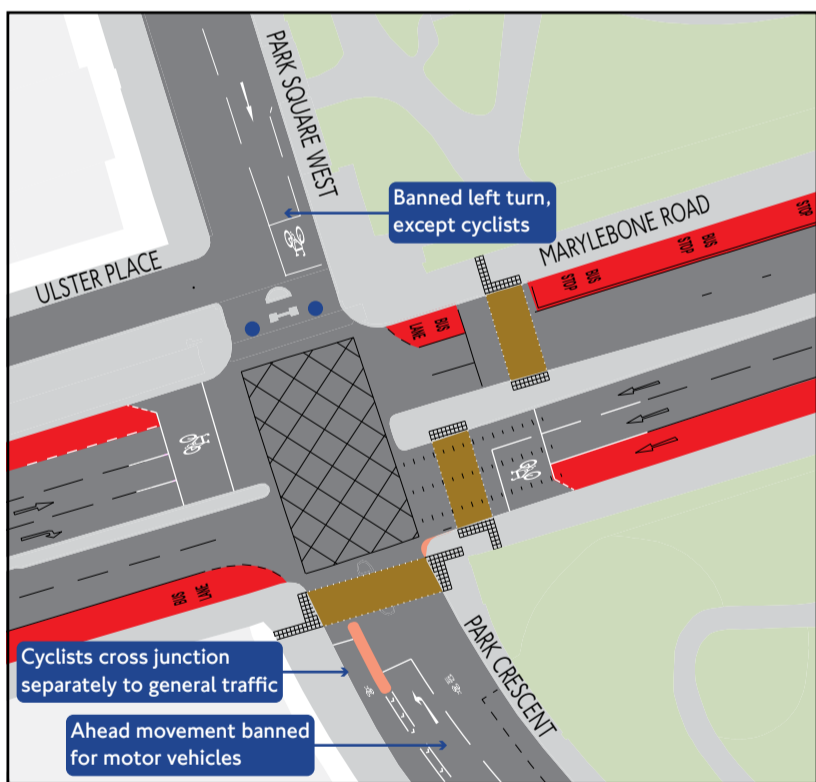 PARK SQUARE WEST
Banned left turn,
except cyclists
MARYLEBONE ROAD
ULSTER PLACE
STOP
BUS
STOP
BUS
STOP
BUS
LANE
LANE
BUS
Cyclists cross junction
separately to general traffic
PARK CRESCENT
Ahead movement banned
for motor vehicles